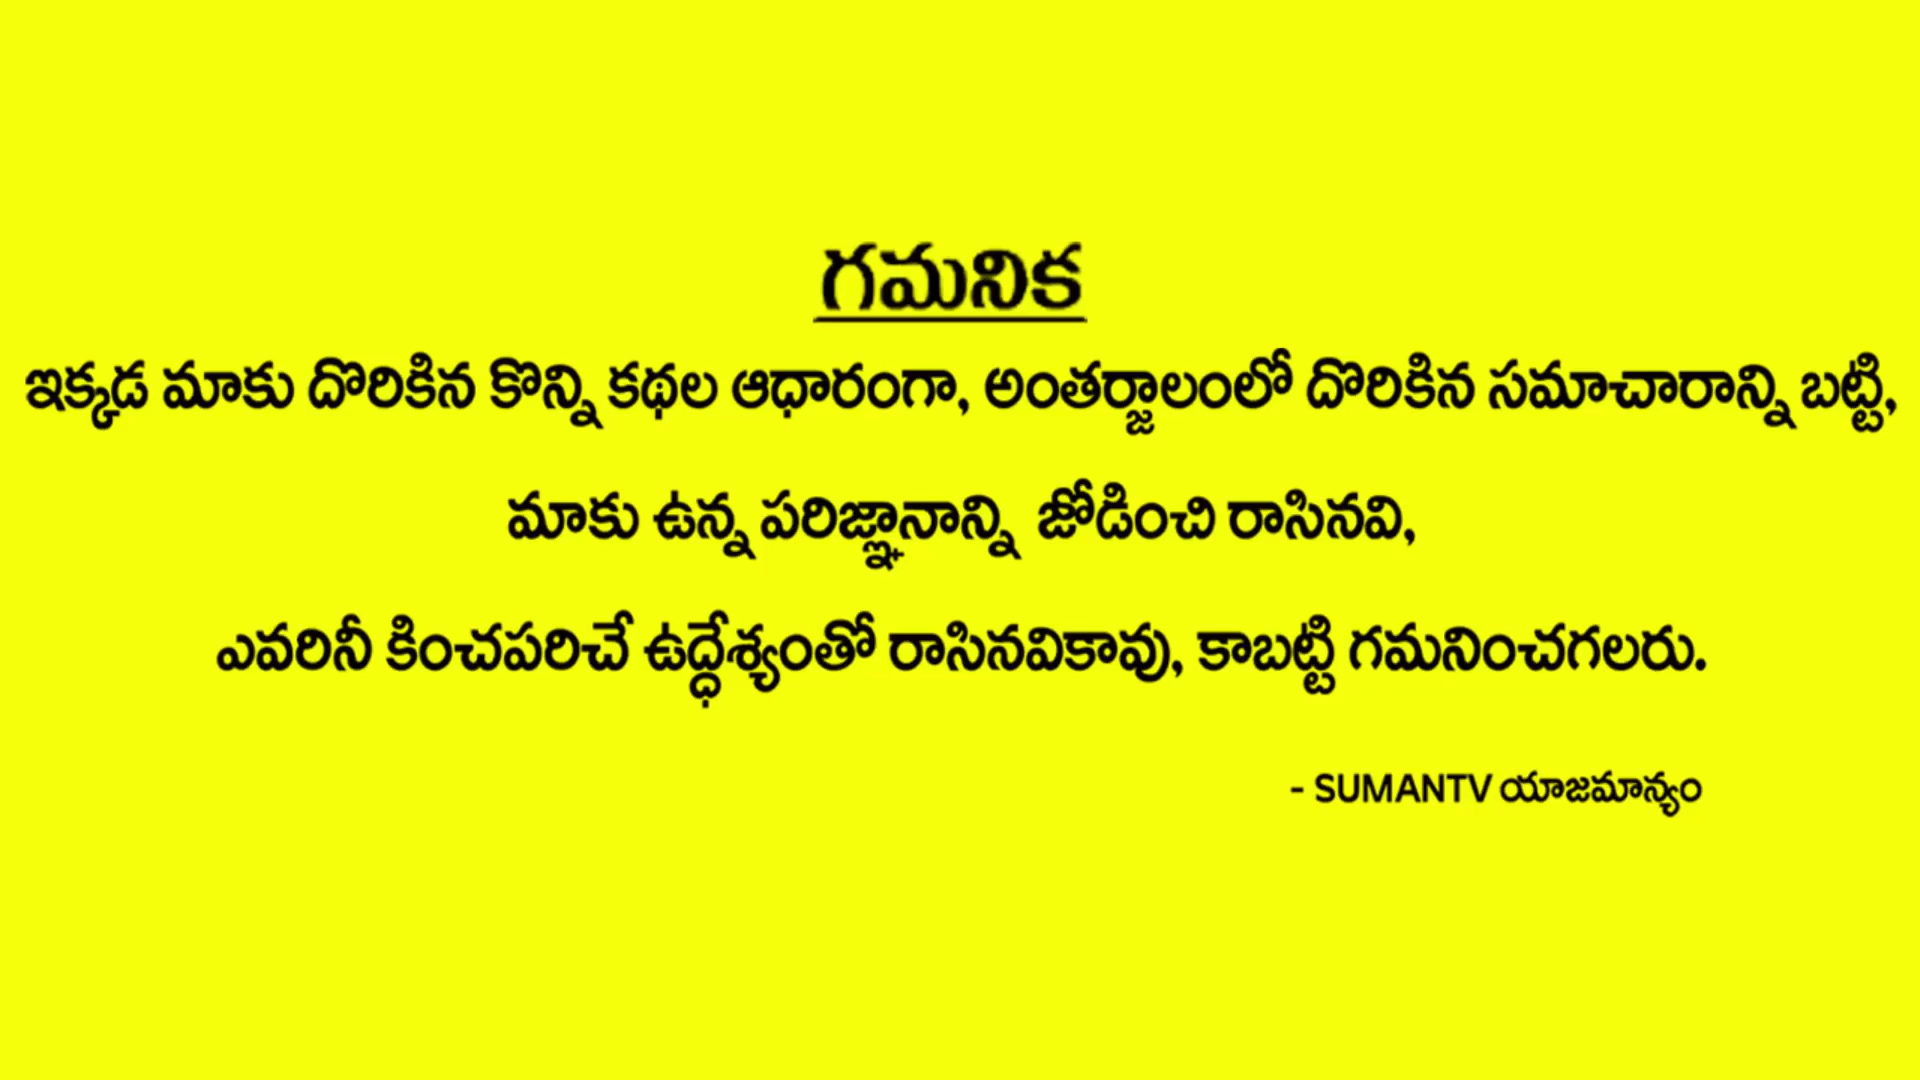 గమనిక
ఇక్కడ మాకు దొరికిన కొన్ని కథల ఆధారంగా, అంతర్జాలంలో దొరికిన సమాచారాన్ని బట్టి,
మాకు ఉన్న పరిజ్ఞానాన్ని జోడించి రాసినవి,
ఎవరినీ కించపరిచే ఉద్ధేశ్యంతో రాసినవికావు, కాబట్టి గమనించగలరు.
- SUMANTV యాజమాన్యం